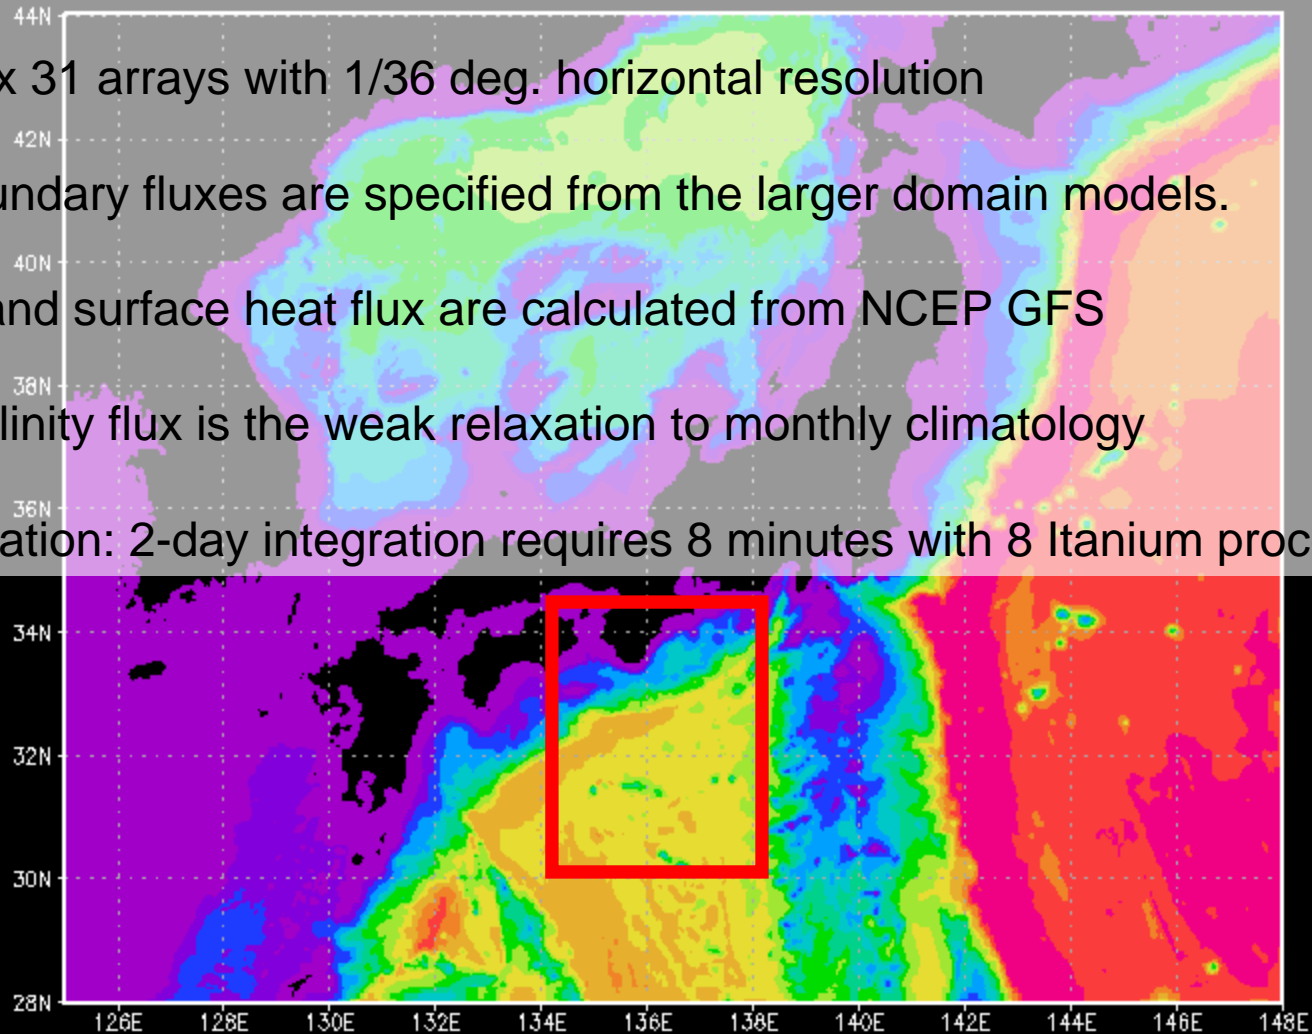 44N
x 31 arrays with 1/36 deg. horizontal resolution
42N
undary fluxes are specified from the larger domain models.
40N
and surface heat flux are calculated from NCEP GFS
38N
linity flux is the weak relaxation to monthly climatology
36N
ation: 2-day integration requires 8 minutes with 8 Itanium proc
34N
32N
30N
28N
126E 128E 130E 132E 134E 136E 138E 140E 142E 144E 146E 148E